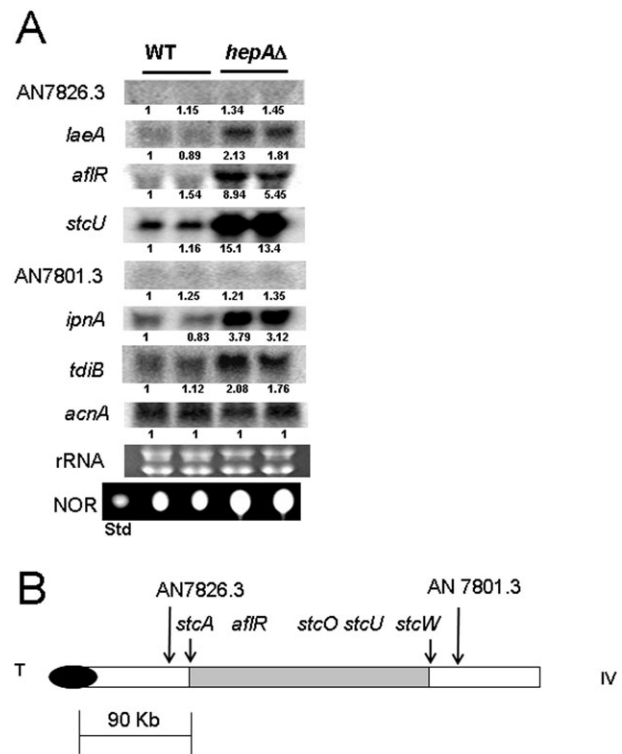 A
WT hepAΔ
AN7826.3
1 1.15 1.34 1.45
laeA
1 0.89 2.13 1.81
aflR
1 1.54 8.94 5.45
stcU
1 1.16 15.1 13.4
AN7801.3
1 1.25 1.21 1.35
ipnA
1 0.83 3.79 3.12
tdiB
1 1.12 2.08 1.76
acnA
1 1 1 1
rRNA
NOR
Std
B
AN7826.3 AN 7801.3
stcA aflR stcO stcU stcW
T IV
90 Kb